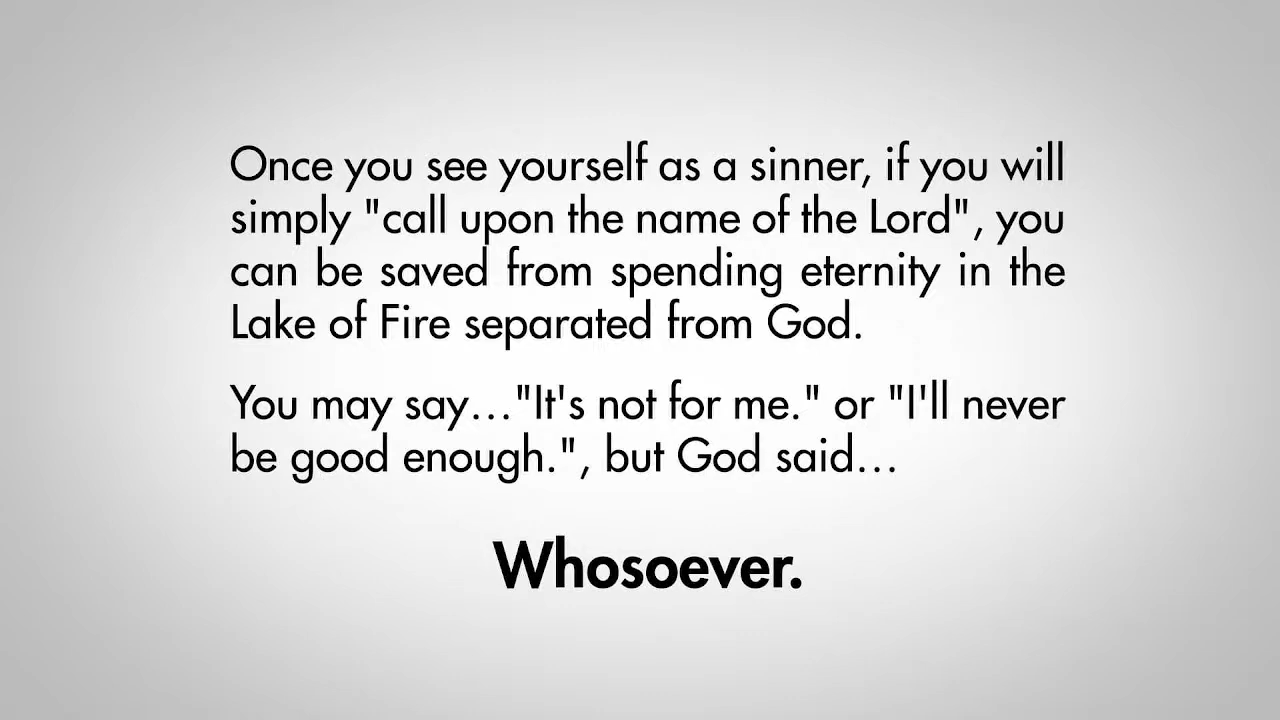 Once you see yourself as a sinner, if you will
simply "call upon the name of the Lord", you
can be saved from spending eternity in the
Lake of Fire separated from God.
You may say…"It's not for me." or "I'll never
be good enough.", but God said…
Whosoever.